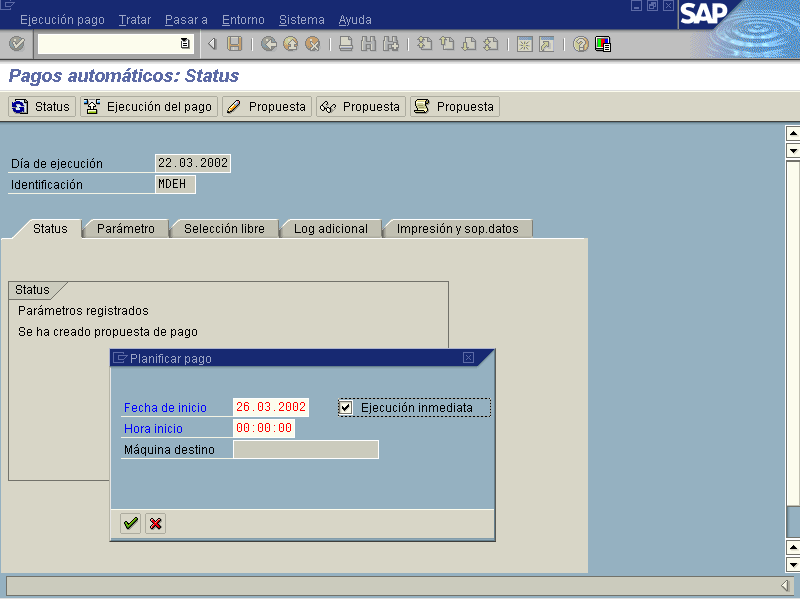 Ejecución pago Tratar Pasar a Entorno Sistema Ayuda
SAP
Pagos automáticos: Status
Status Ejecución del pago Propuesta Propuesta Propuesta
Día de ejecución 22.03.2002
Identificación MDEH
Status Parámetro Selección libre Log adicional Impresión y sop.datos
Status
Parámetros registrados
Se ha creado propuesta de pago
Planificar pago
Fecha de inicio 26.03.2002 Ejecución inmediata
Hora inicio 00:00:00
Máquina destino